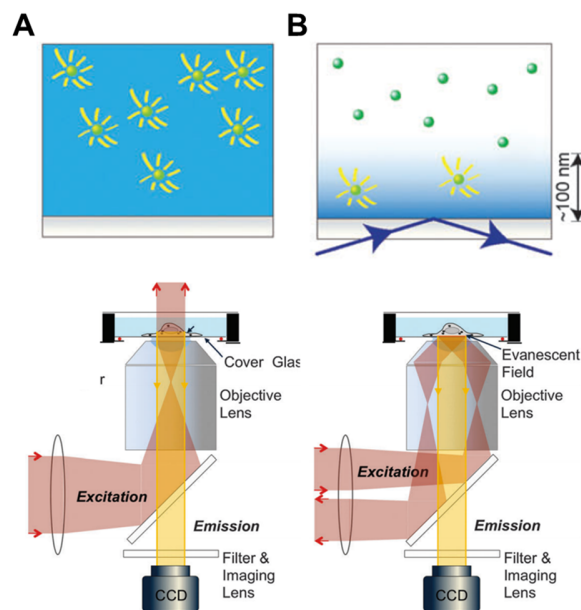 A
B
~100 nm
Cover Glas
r
Objective
Lens
Excitation
Emission
Filter &
Imaging
Lens
CCD
Evanescent
Field
Objective
Lens
Excitation
Emission
Filter &
Imaging
Lens
CCD